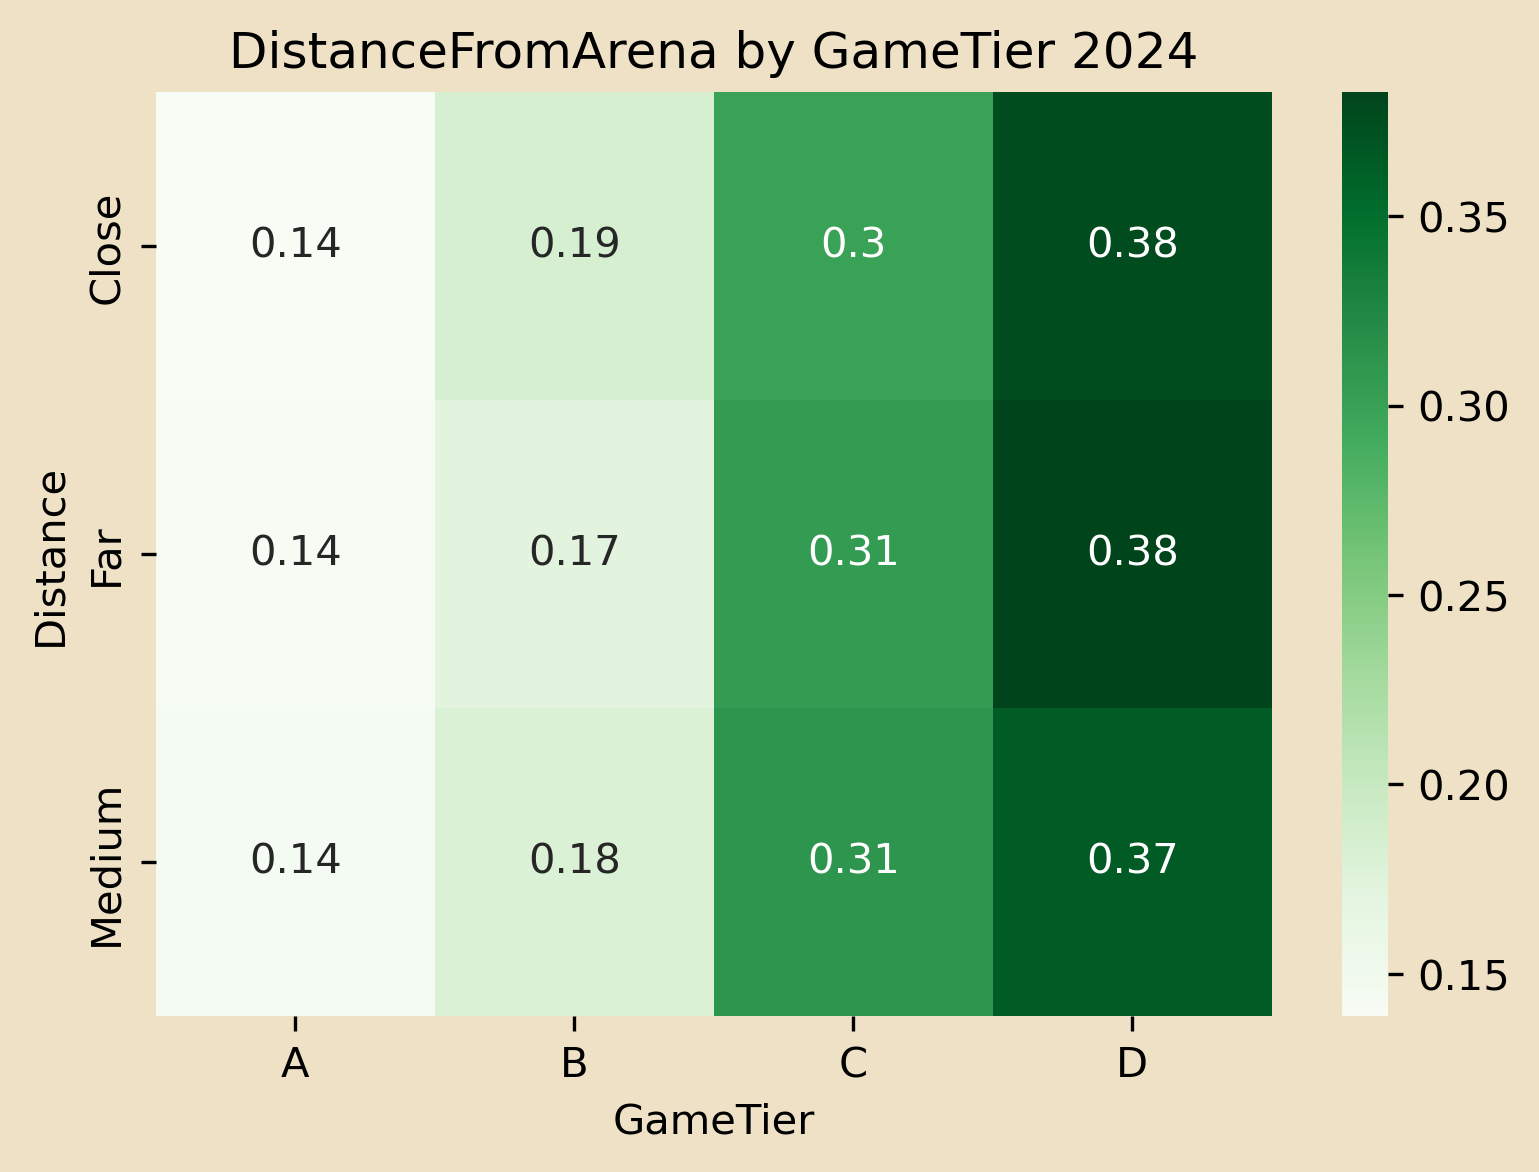 DistanceFromArena by GameTier 2024
Distance
Close
0.14 0.19 0.3 0.38
Far
0.14 0.17 0.31 0.38
Medium
0.14 0.18 0.31 0.37
A B C D
GameTier
0.35
0.30
0.25
0.20
0.15